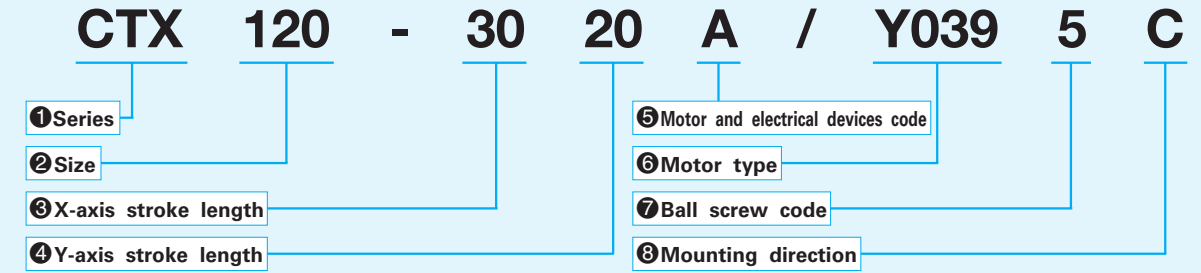 CTX 120 - 30 20 A / Y039 5 C
❶Series
❷Size
❸X-axis stroke length
❹Y-axis stroke length
❺Motor and electrical devices code
❻Motor type
❼Ball screw code
❽Mounting direction